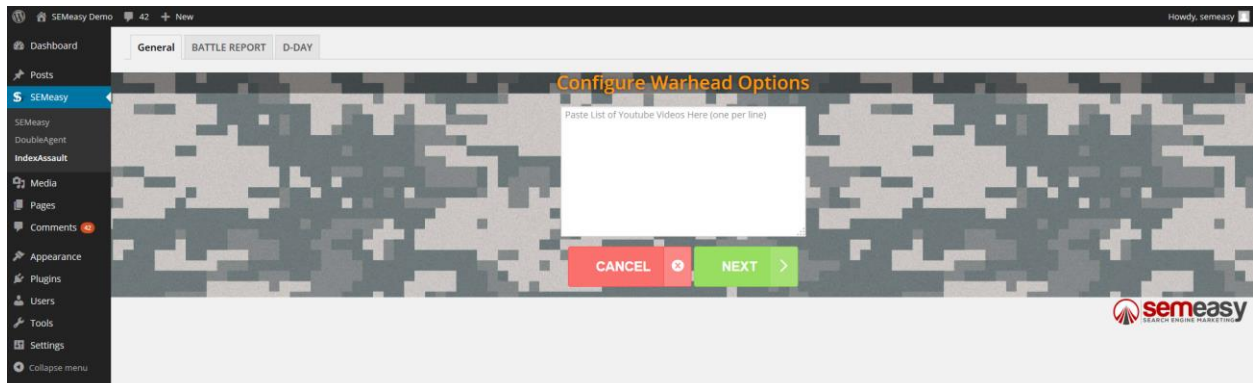 SEMeasy Demo 42 + New Howdy, semeasy
Dashboard
Posts
SEMeasy
SEMeasy
DoubleAgent
IndexAssault
Media
Pages
Comments 42
Appearance
Plugins
Users
Tools
Settings
Collapse menu
General BATTLE REPORT D-DAY
Configure Warhead Options
Paste List of Youtube Videos Here (one per line)
CANCEL NEXT
semeasy
SEARCH ENGINE MARKETING